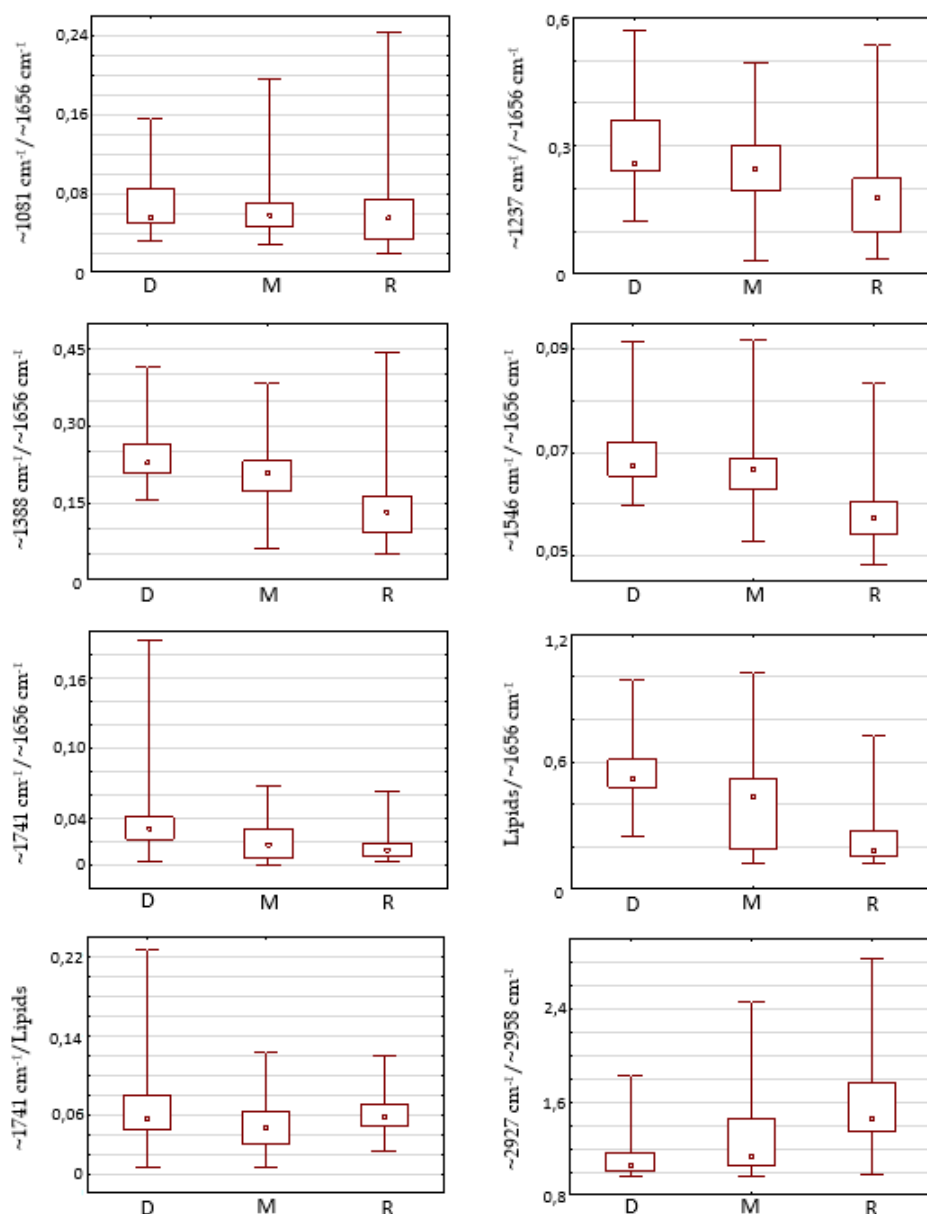 ~1081 cm⁻¹/~1656 cm⁻¹
0,24
0,16
0,08
0
D M R
~1237 cm⁻¹/~1656 cm⁻¹
0,6
0,3
0
D M R
~1388 cm⁻¹/~1656 cm⁻¹
0,45
0,30
0,15
0
D M R
~1546 cm⁻¹/~1656 cm⁻¹
0,09
0,07
0,05
D M R
~1741 cm⁻¹/~1656 cm⁻¹
0,16
0,10
0,04
0
D M R
Lipids/~1656 cm⁻¹
1,2
0,6
0
D M R
~1741 cm⁻¹/Lipids
0,22
0,14
0,06
0
D M R
~2927 cm⁻¹/~2958 cm⁻¹
2,4
1,6
0,8
D M R